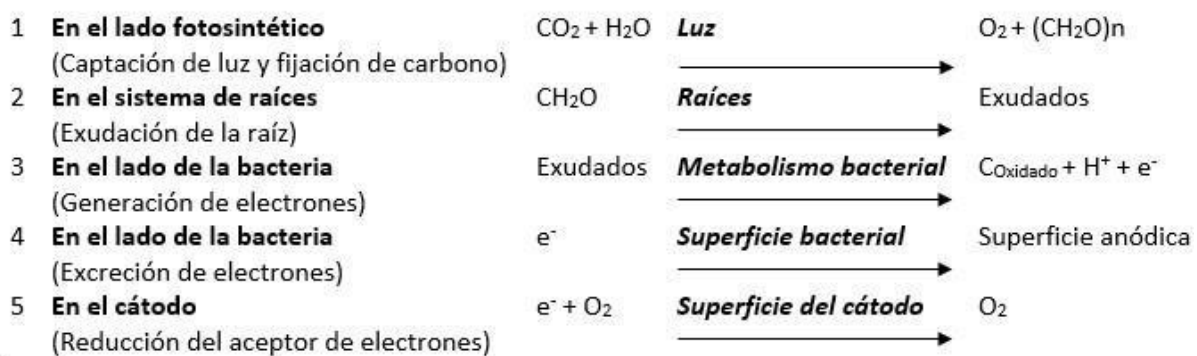 1 En el lado fotosintético CO₂ + H₂O Luz O₂ + (CH₂O)n
(Captación de luz y fijación de carbono)
2 En el sistema de raíces CH₂O Raíces Exudados
(Exudación de la raíz)
3 En el lado de la bacteria Exudados Metabolismo bacterial C_Oxidado + H⁺ + e⁻
(Generación de electrones)
4 En el lado de la bacteria e⁻ Superficie bacterial Superficie anódica
(Excreción de electrones)
5 En el cátodo e⁻ + O₂ Superficie del cátodo O₂
(Reducción del aceptor de electrones)